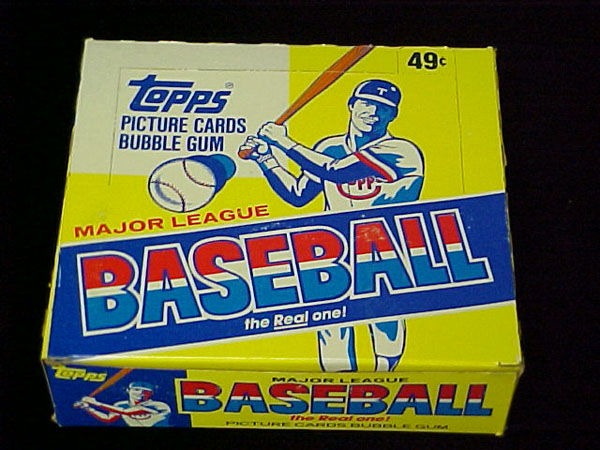 49¢
Topps®
PICTURE CARDS
BUBBLE GUM
T
Topps
MAJOR LEAGUE
BASEBALL
the Real one!
Topps
MAJOR LEAGUE
BASEBALL
the Real one!
PICTURE CARDS BUBBLE GUM